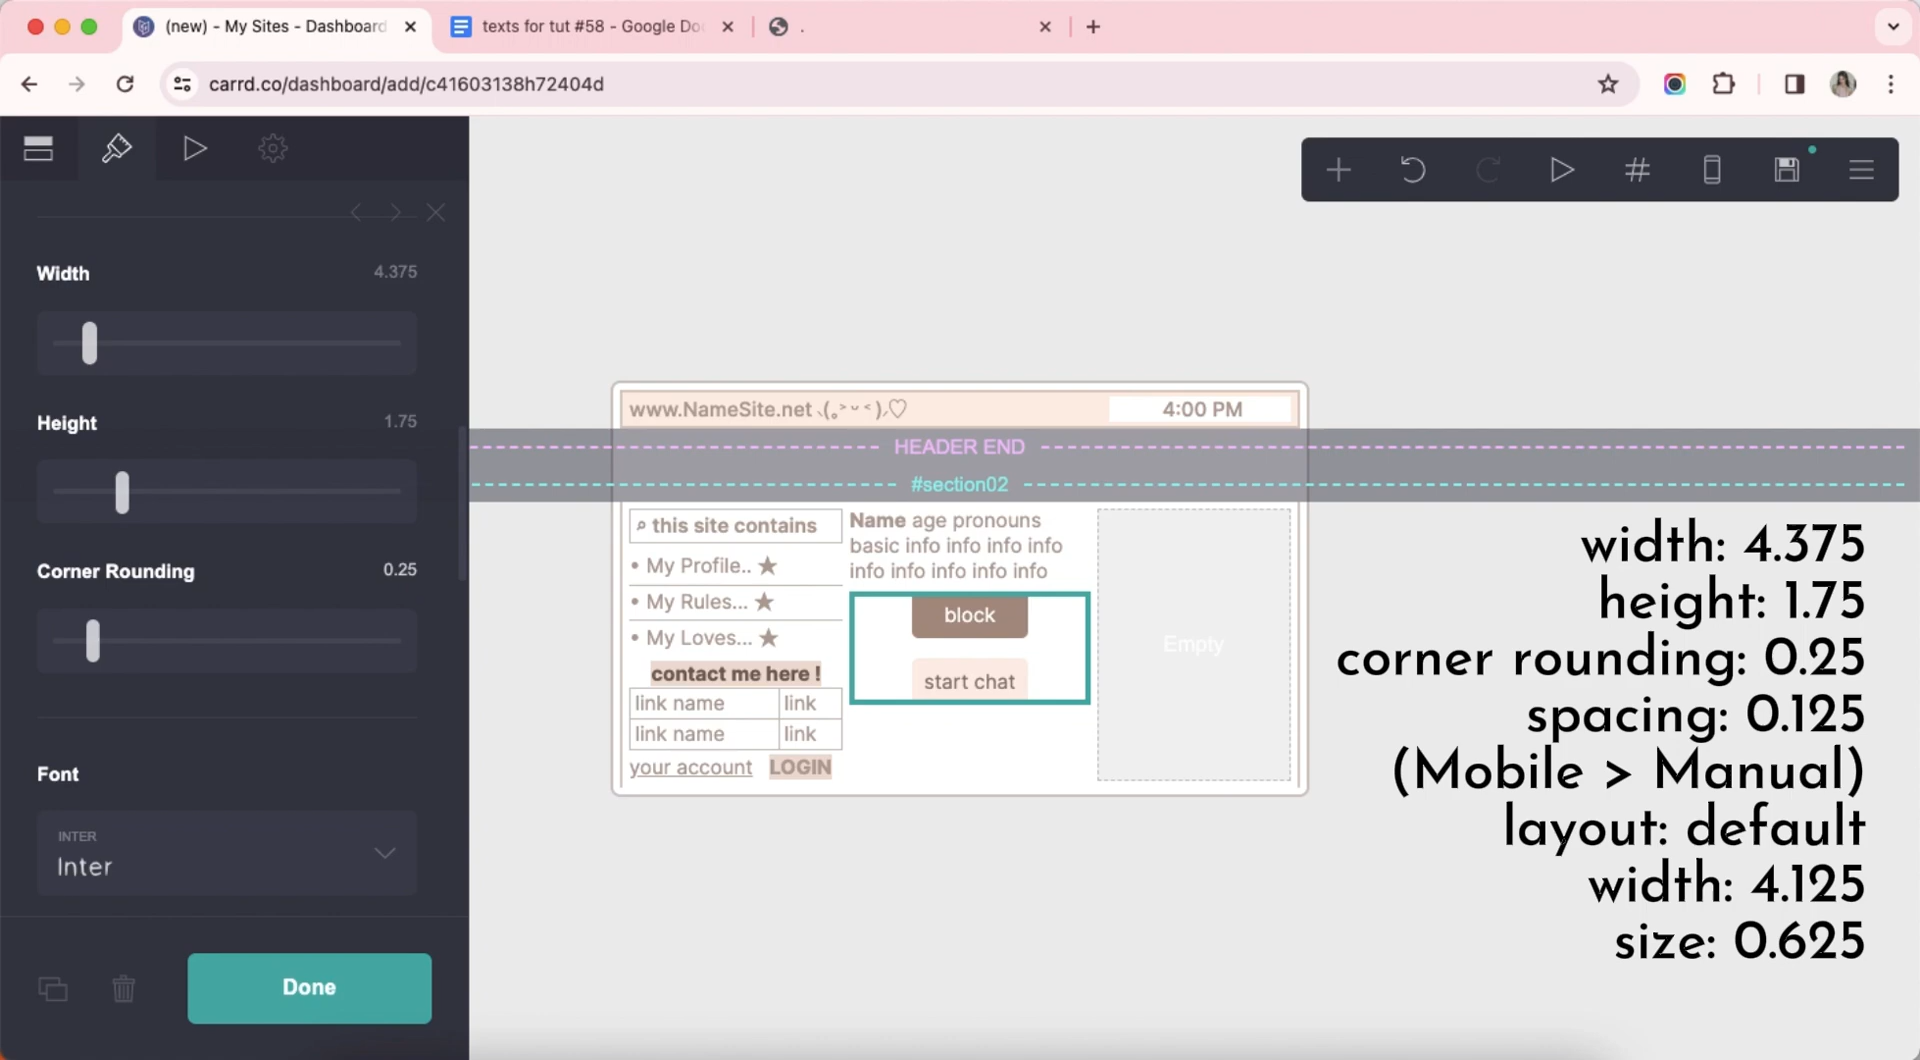 (new) - My Sites - Dashboard
texts for tut #58 - Google Do
.
carrd.co/dashboard/add/c41603138h72404d
Width 4.375
Height 1.75
Corner Rounding 0.25
Font
INTER
Inter
Done
www.NameSite.net ⸜(｡˃ ᵕ ˂)⸝♡
4:00 PM
HEADER END
#section02
⌕ this site contains
• My Profile.. ★
• My Rules... ★
• My Loves... ★
contact me here !
link name link
link name link
your account LOGIN
Name age pronouns
basic info info info info
info info info info info
block
start chat
Empty
width: 4.375
height: 1.75
corner rounding: 0.25
spacing: 0.125
(Mobile > Manual)
layout: default
width: 4.125
size: 0.625